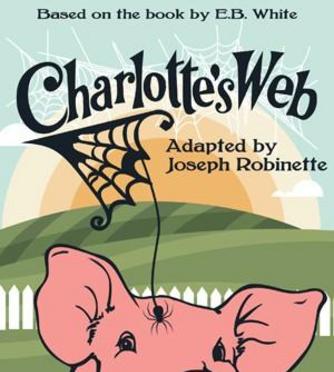 Based on the book by E.B. White
Charlotte's Web
Adapted by
Joseph Robinette